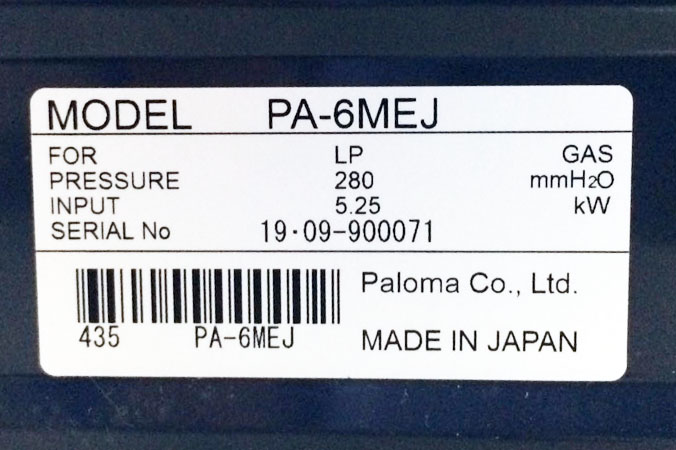 MODEL PA-6MEJ
FOR LP GAS
PRESSURE 280 mmH2O
INPUT 5.25 kW
SERIAL No 19・09-900071
Paloma Co., Ltd.
435 PA-6MEJ
MADE IN JAPAN